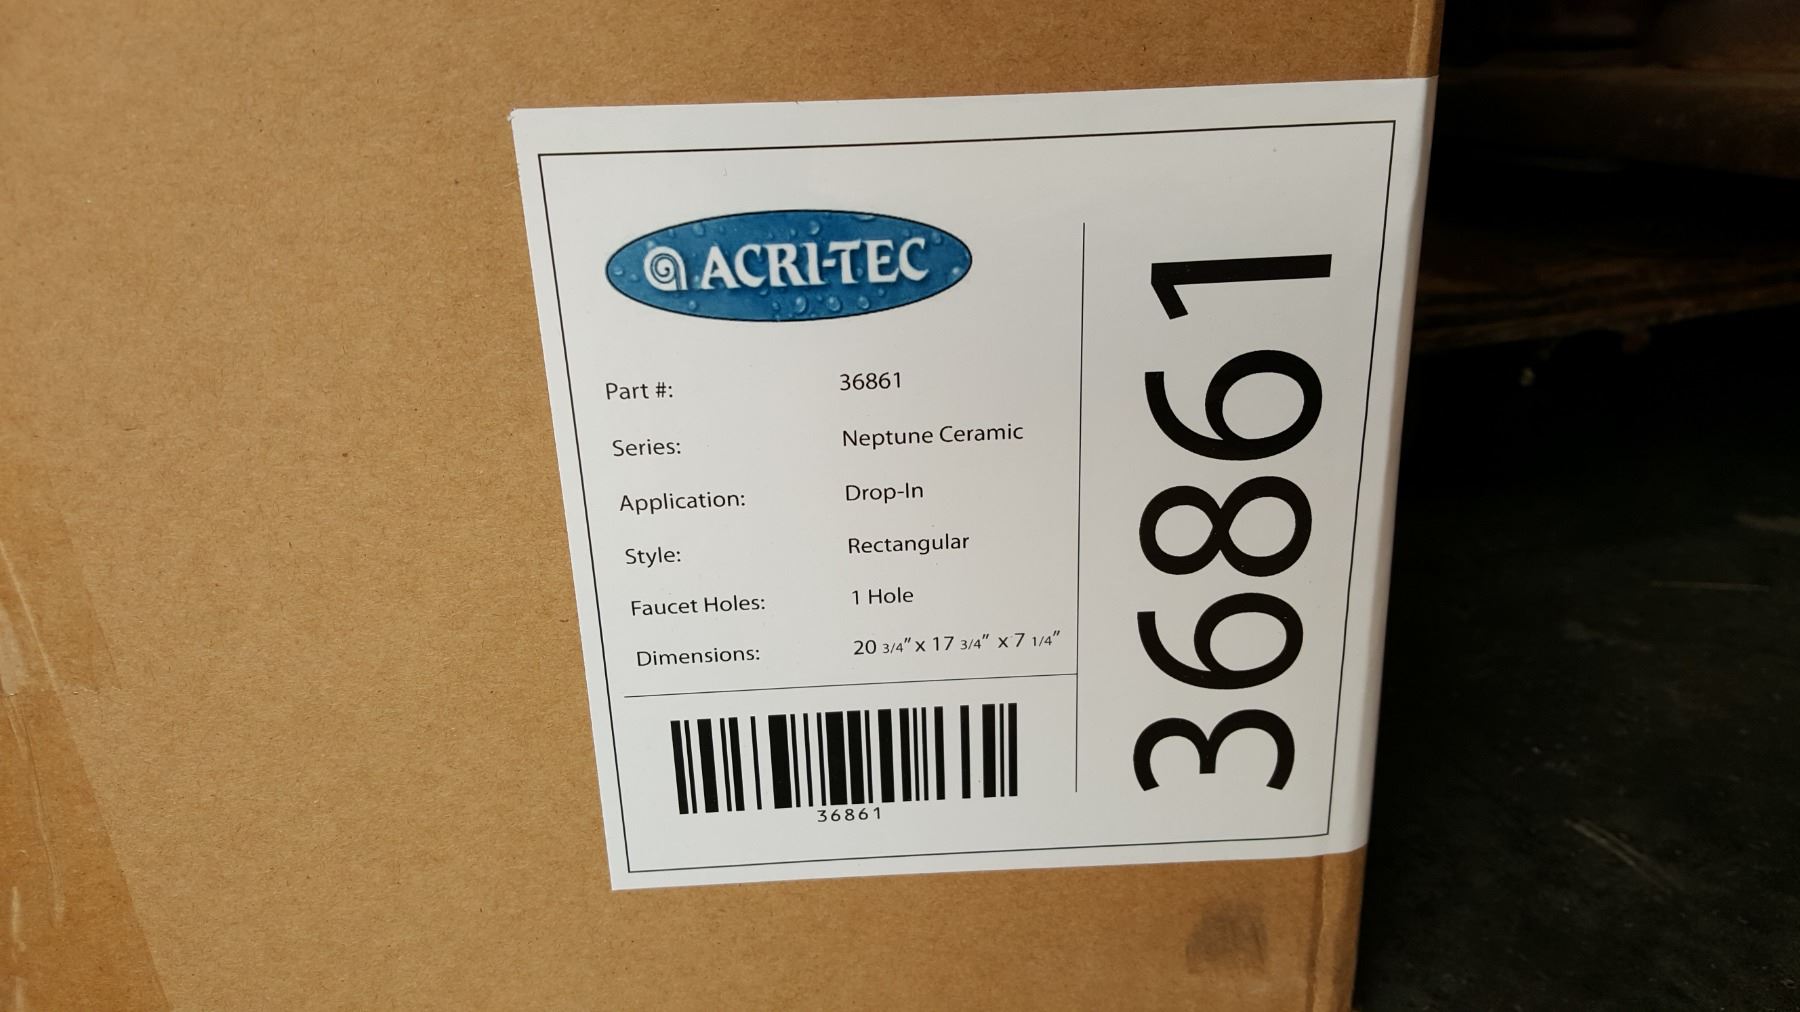 ACRI-TEC
Part #: 36861
Series: Neptune Ceramic
Application: Drop-In
Style: Rectangular
Faucet Holes: 1 Hole
Dimensions: 20 3/4" x 17 3/4" x 7 1/4"
36861
36861